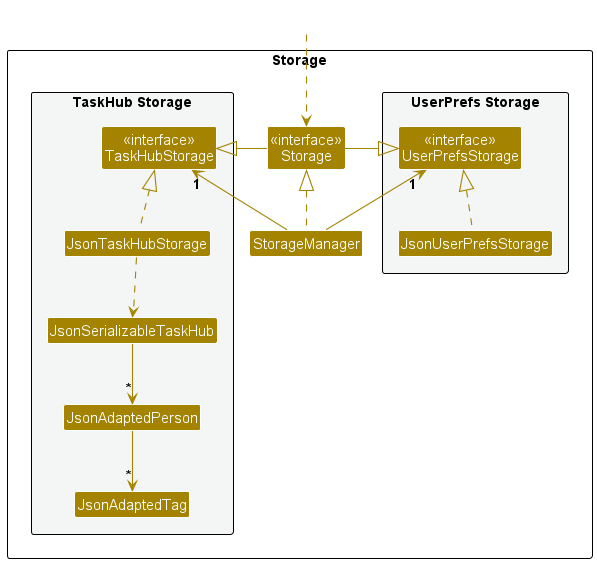 Storage
TaskHub Storage
UserPrefs Storage
«interface»
TaskHubStorage
«interface»
Storage
«interface»
UserPrefsStorage
1
1
JsonTaskHubStorage
StorageManager
JsonUserPrefsStorage
JsonSerializableTaskHub
*
JsonAdaptedPerson
*
JsonAdaptedTag